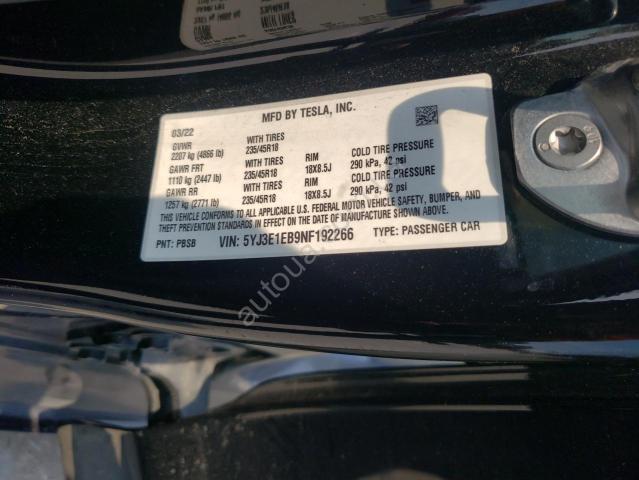 MFD BY TESLA, INC.
03/22
GVWR WITH TIRES
2207 kg (4866 lb) 235/45R18 RIM COLD TIRE PRESSURE
GAWR FRT WITH TIRES 18X8.5J 290 kPa, 42 psi
1110 kg (2447 lb) 235/45R18 RIM COLD TIRE PRESSURE
GAWR RR WITH TIRES 18X8.5J 290 kPa, 42 psi
1257 kg (2771 lb) 235/45R18
THIS VEHICLE CONFORMS TO ALL APPLICABLE U.S. FEDERAL MOTOR VEHICLE SAFETY, BUMPER, AND
THEFT PREVENTION STANDARDS IN EFFECT ON THE DATE OF MANUFACTURE SHOWN ABOVE.
PNT: PBSB VIN: 5YJ3E1EB9NF192266 TYPE: PASSENGER CAR